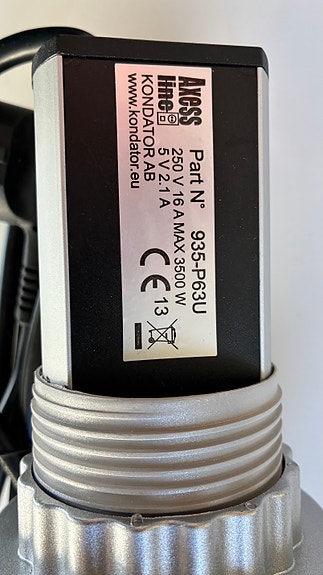 Axess
line
Part N° 935-P63U
250 V 16 A MAX 3500 W
5 V 2.1 A
KONDATOR AB
www.kondator.eu
CE 13